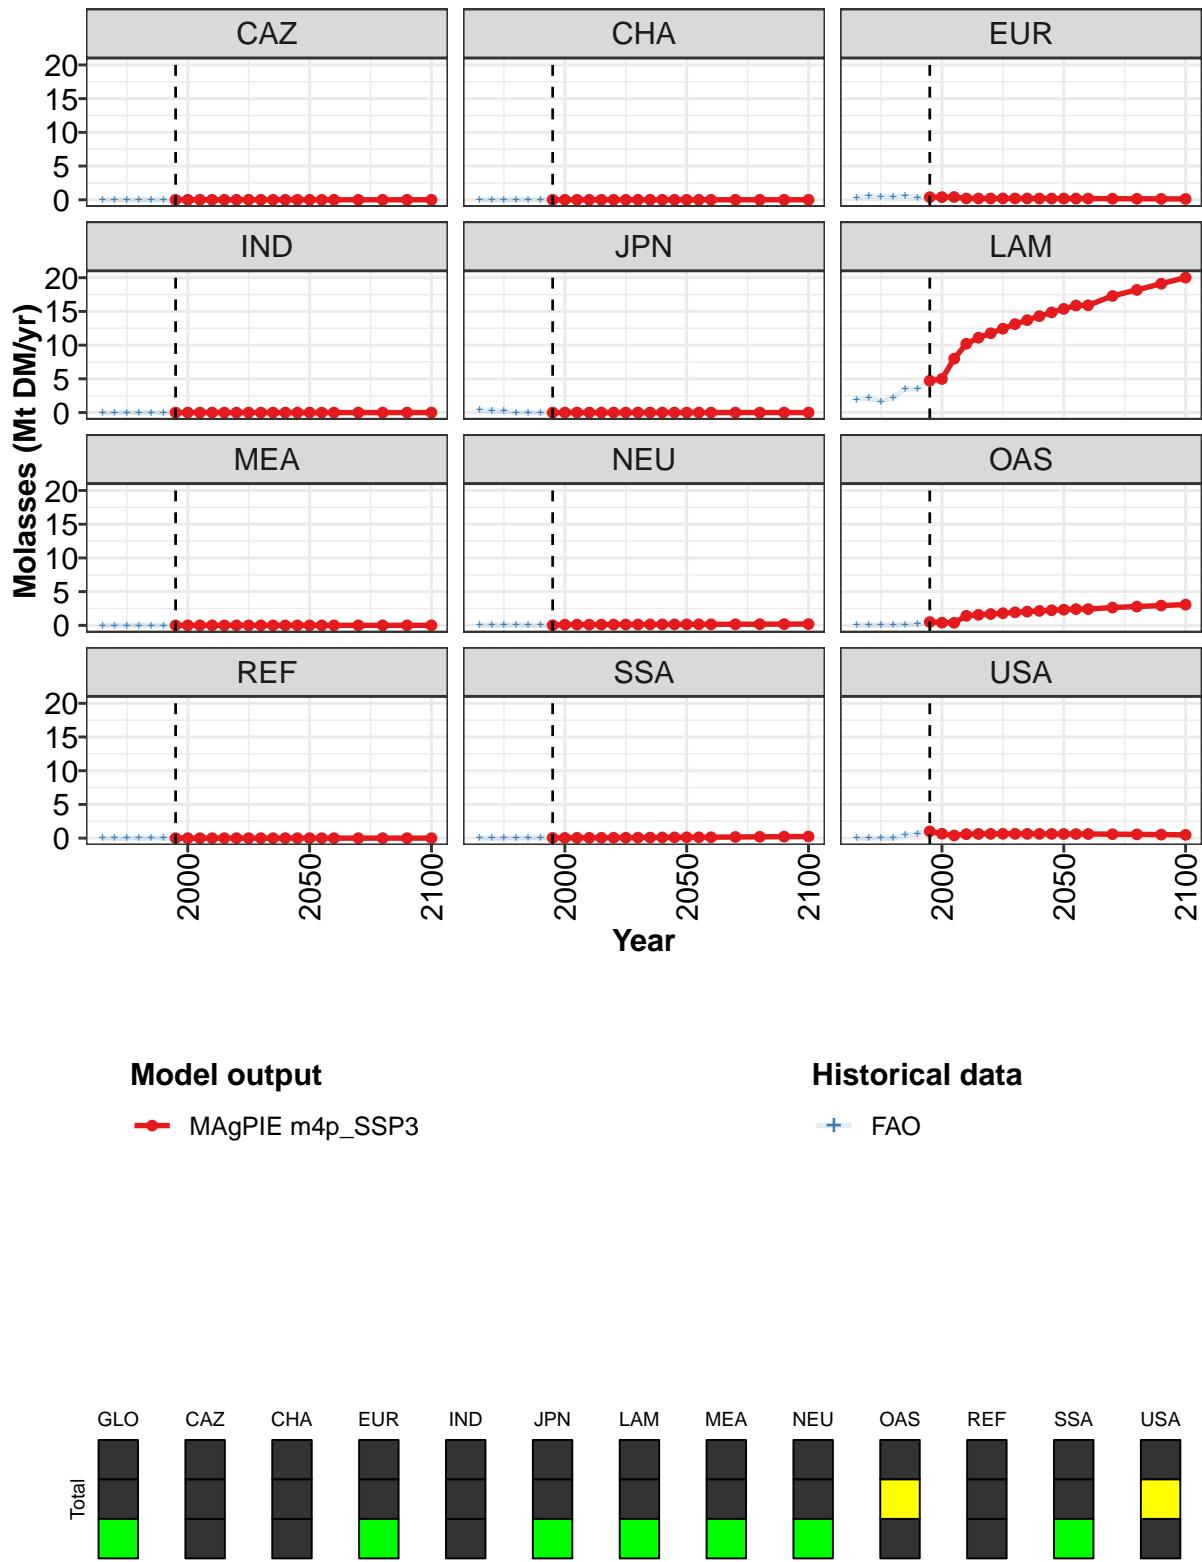 CAZ CHA EUR
20
15
10
5
0
IND JPN LAM
20
15
10
5
0
MEA NEU OAS
20
15
10
5
0
REF SSA USA
20
15
10
5
0
Molasses (Mt DM/yr)
2000 2050 2100 2000 2050 2100 2000 2050 2100
Year
Model output Historical data
MAgPIE m4p_SSP3 FAO
GLO CAZ CHA EUR IND JPN LAM MEA NEU OAS REF SSA USA
Total